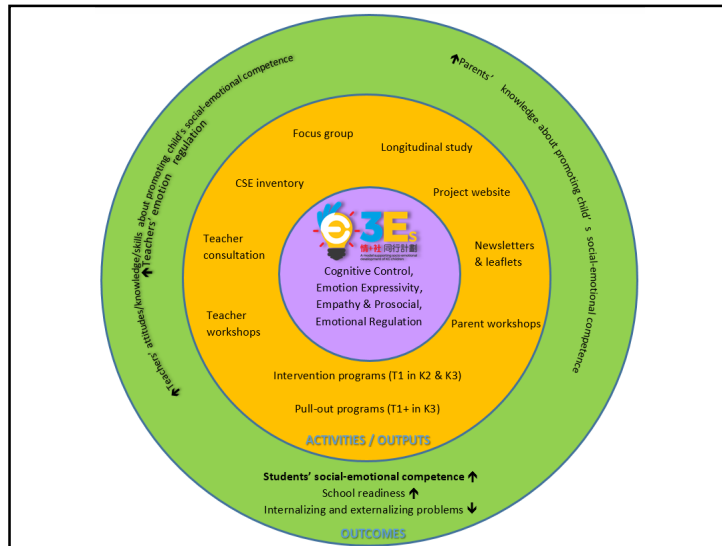 ↑Teachers' attitudes/knowledge/skills about promoting child's social-emotional competence
↑Teachers' emotion regulation
↑Parents' knowledge about promoting child's social-emotional competence
Focus group
Longitudinal study
CSE inventory
Project website
Teacher
consultation
Newsletters
& leaflets
Teacher
workshops
Parent workshops
e3Es
情+社同行計劃
Cognitive Control,
Emotion Expressivity,
Empathy & Prosocial,
Emotional Regulation
Intervention programs (T1 in K2 & K3)
Pull-out programs (T1+ in K3)
ACTIVITIES / OUTPUTS
Students' social-emotional competence ↑
School readiness ↑
Internalizing and externalizing problems ↓
OUTCOMES